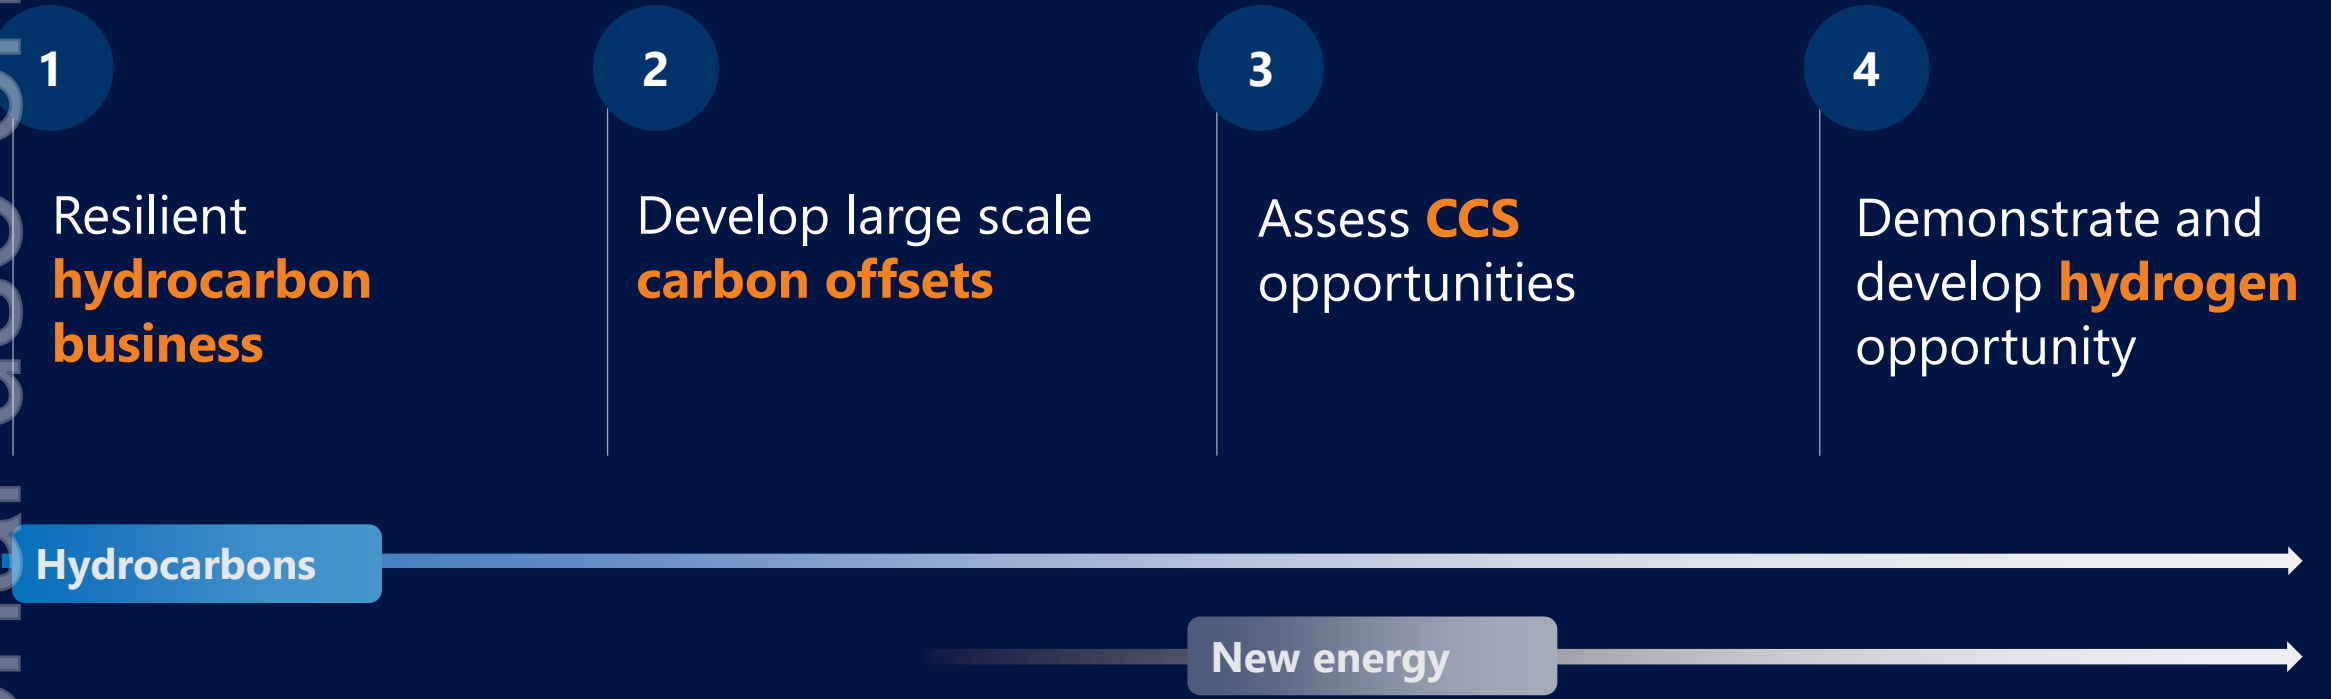 1
Resilient
hydrocarbon
business
2
Develop large scale
carbon offsets
3
Assess CCS
opportunities
4
Demonstrate and
develop hydrogen
opportunity
Hydrocarbons
New energy